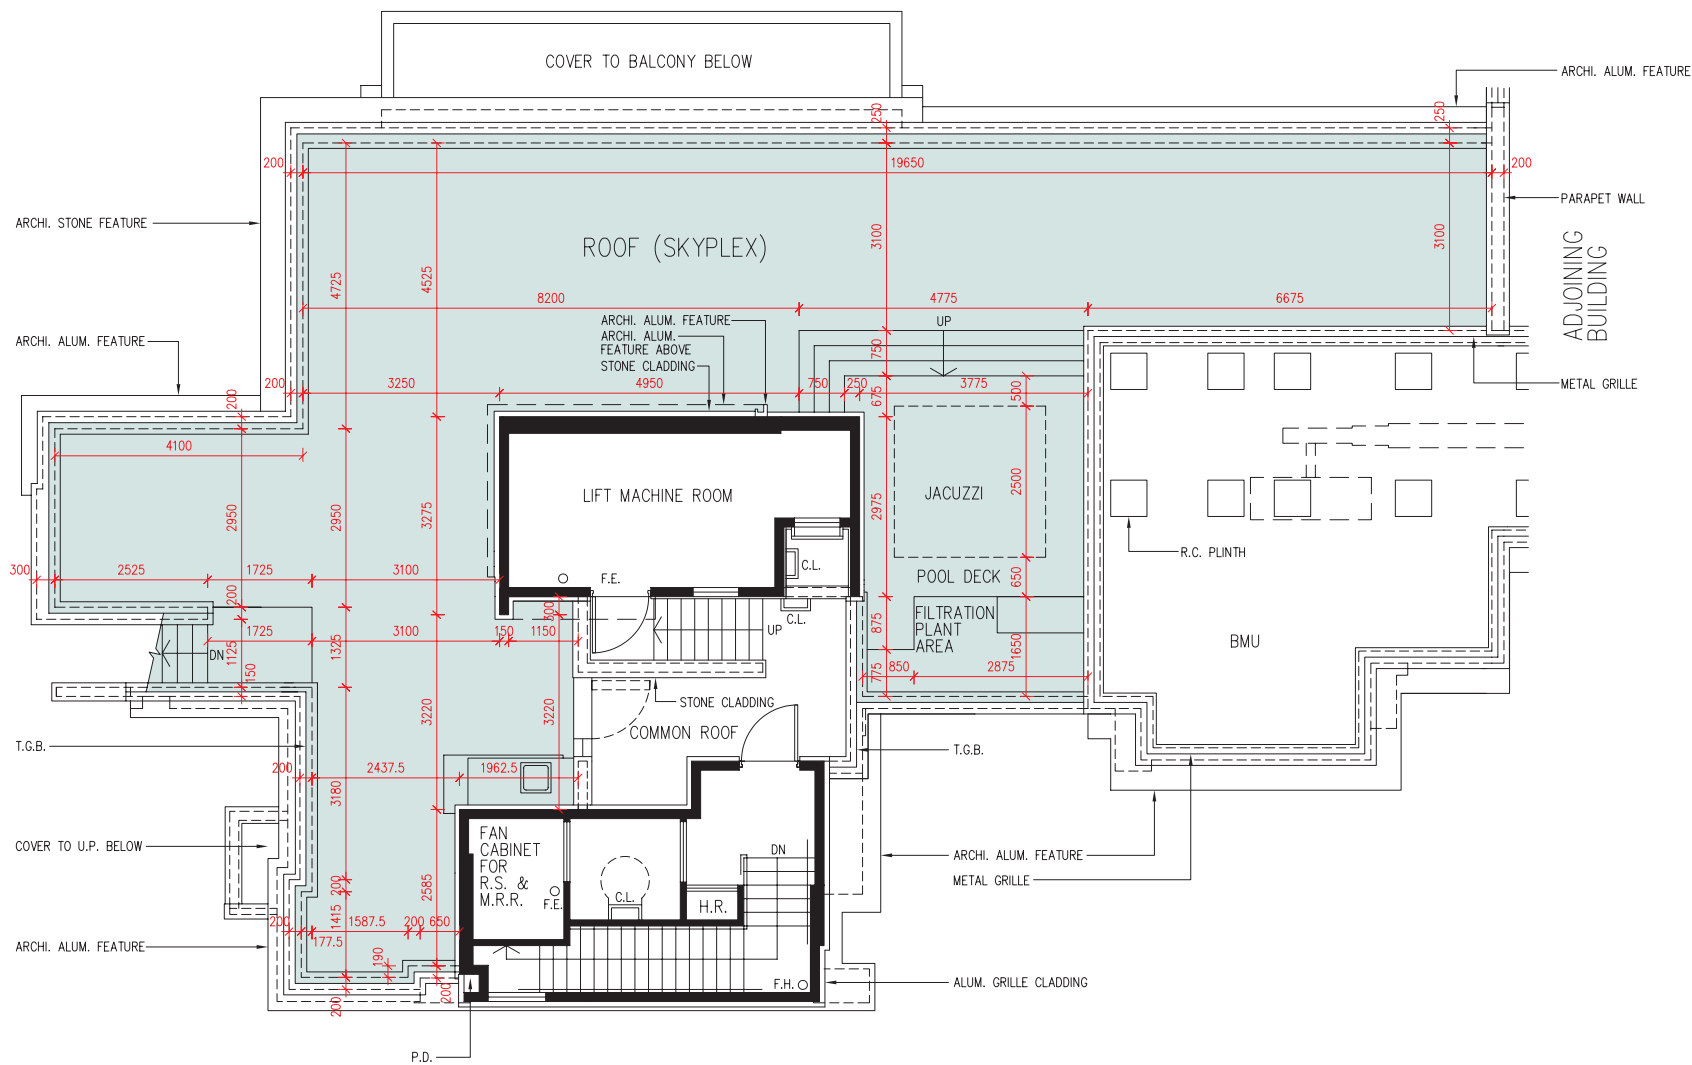 COVER TO BALCONY BELOW
ARCHI. ALUM. FEATURE
250
250
200
19650
200
PARAPET WALL
ARCHI. STONE FEATURE
ROOF (SKYPLEX)
3100
3100
ADJOINING
BUILDING
4725
4525
8200
4775
6675
ARCHI. ALUM. FEATURE
UP
ARCHI. ALUM.
FEATURE ABOVE
STONE CLADDING
ARCHI. ALUM. FEATURE
750
200
3250
4950
750
250
3775
METAL GRILLE
200
675
500
4100
LIFT MACHINE ROOM
JACUZZI
2500
2950
2950
3275
2975
R.C. PLINTH
300
2525
1725
3100
F.E.
C.L.
POOL DECK
650
200
300
C.L.
FILTRATION
PLANT
AREA
1725
3100
150
1150
UP
875
BMU
DN
1125
1325
1650
150
775
850
2875
STONE CLADDING
3220
3220
COMMON ROOF
T.G.B.
T.G.B.
200
2437.5
1962.5
3180
FAN
CABINET
FOR
R.S. &
M.R.R.
COVER TO U.P. BELOW
DN
ARCHI. ALUM. FEATURE
METAL GRILLE
200
2585
F.E.
C.L.
H.R.
200
1415
1587.5
200
650
177.5
ARCHI. ALUM. FEATURE
190
F.H.
ALUM. GRILLE CLADDING
200
200
P.D.